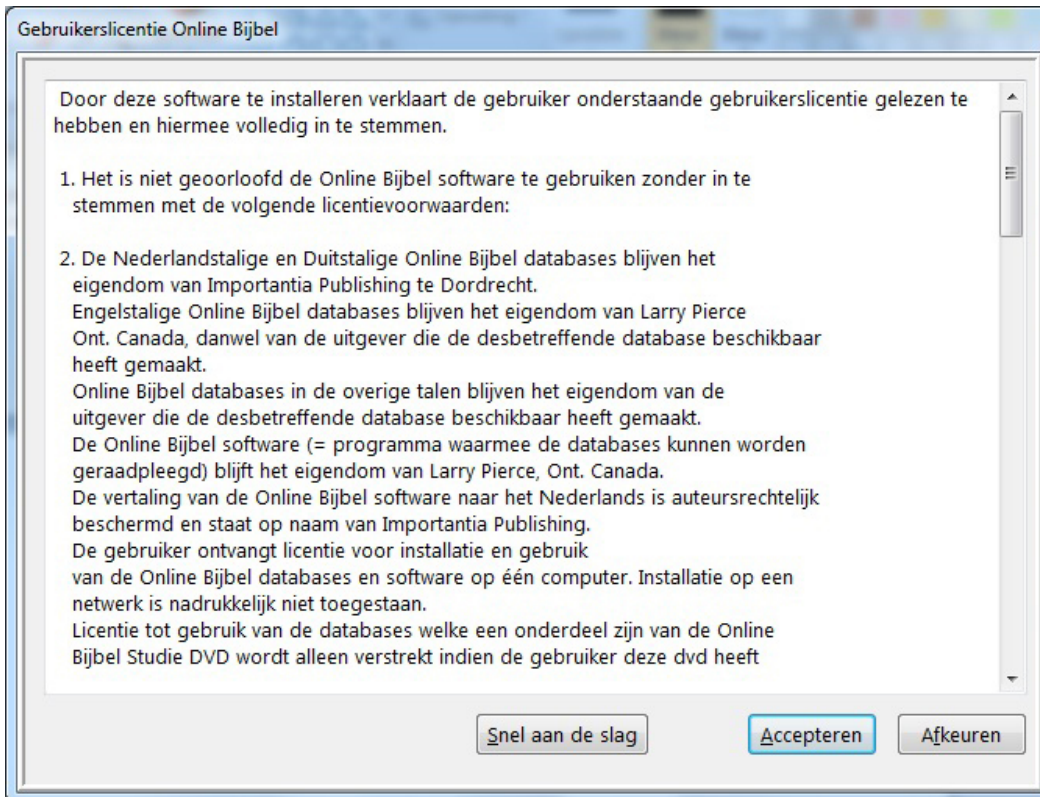 Gebruikerslicentie Online Bijbel
Door deze software te installeren verklaart de gebruiker onderstaande gebruikerslicentie gelezen te
hebben en hiermee volledig in te stemmen.
1. Het is niet geoorloofd de Online Bijbel software te gebruiken zonder in te
stemmen met de volgende licentievoorwaarden:
2. De Nederlandstalige en Duitstalige Online Bijbel databases blijven het
eigendom van Importantia Publishing te Dordrecht.
Engelstalige Online Bijbel databases blijven het eigendom van Larry Pierce
Ont. Canada, danwel van de uitgever die de desbetreffende database beschikbaar
heeft gemaakt.
Online Bijbel databases in de overige talen blijven het eigendom van de
uitgever die de desbetreffende database beschikbaar heeft gemaakt.
De Online Bijbel software (= programma waarmee de databases kunnen worden
geraadpleegd) blijft het eigendom van Larry Pierce, Ont. Canada.
De vertaling van de Online Bijbel software naar het Nederlands is auteursrechtelijk
beschermd en staat op naam van Importantia Publishing.
De gebruiker ontvangt licentie voor installatie en gebruik
van de Online Bijbel databases en software op één computer. Installatie op een
netwerk is nadrukkelijk niet toegestaan.
Licentie tot gebruik van de databases welke een onderdeel zijn van de Online
Bijbel Studie DVD wordt alleen verstrekt indien de gebruiker deze dvd heeft
Snel aan de slag
Accepteren
Afkeuren